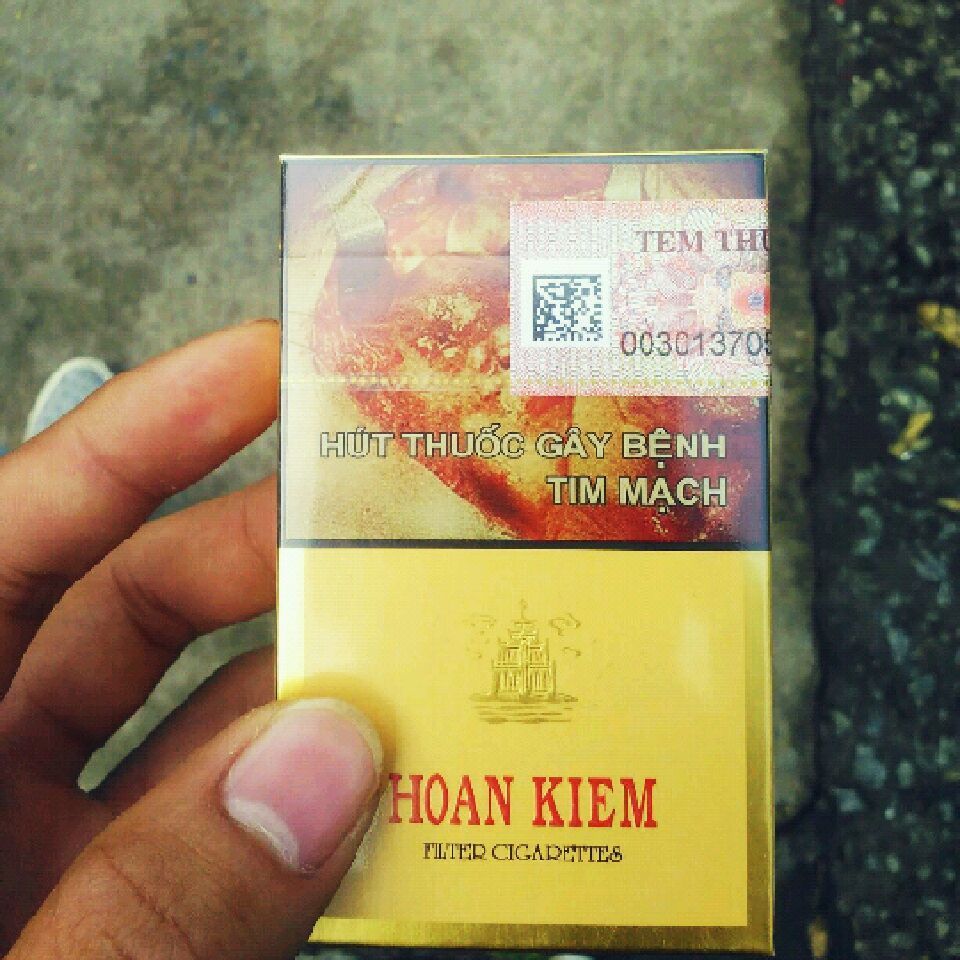 TEM THU
003013705
HÚT THUỐC GÂY BỆNH
TIM MẠCH
HOAN KIEM
FILTER CIGARETTES